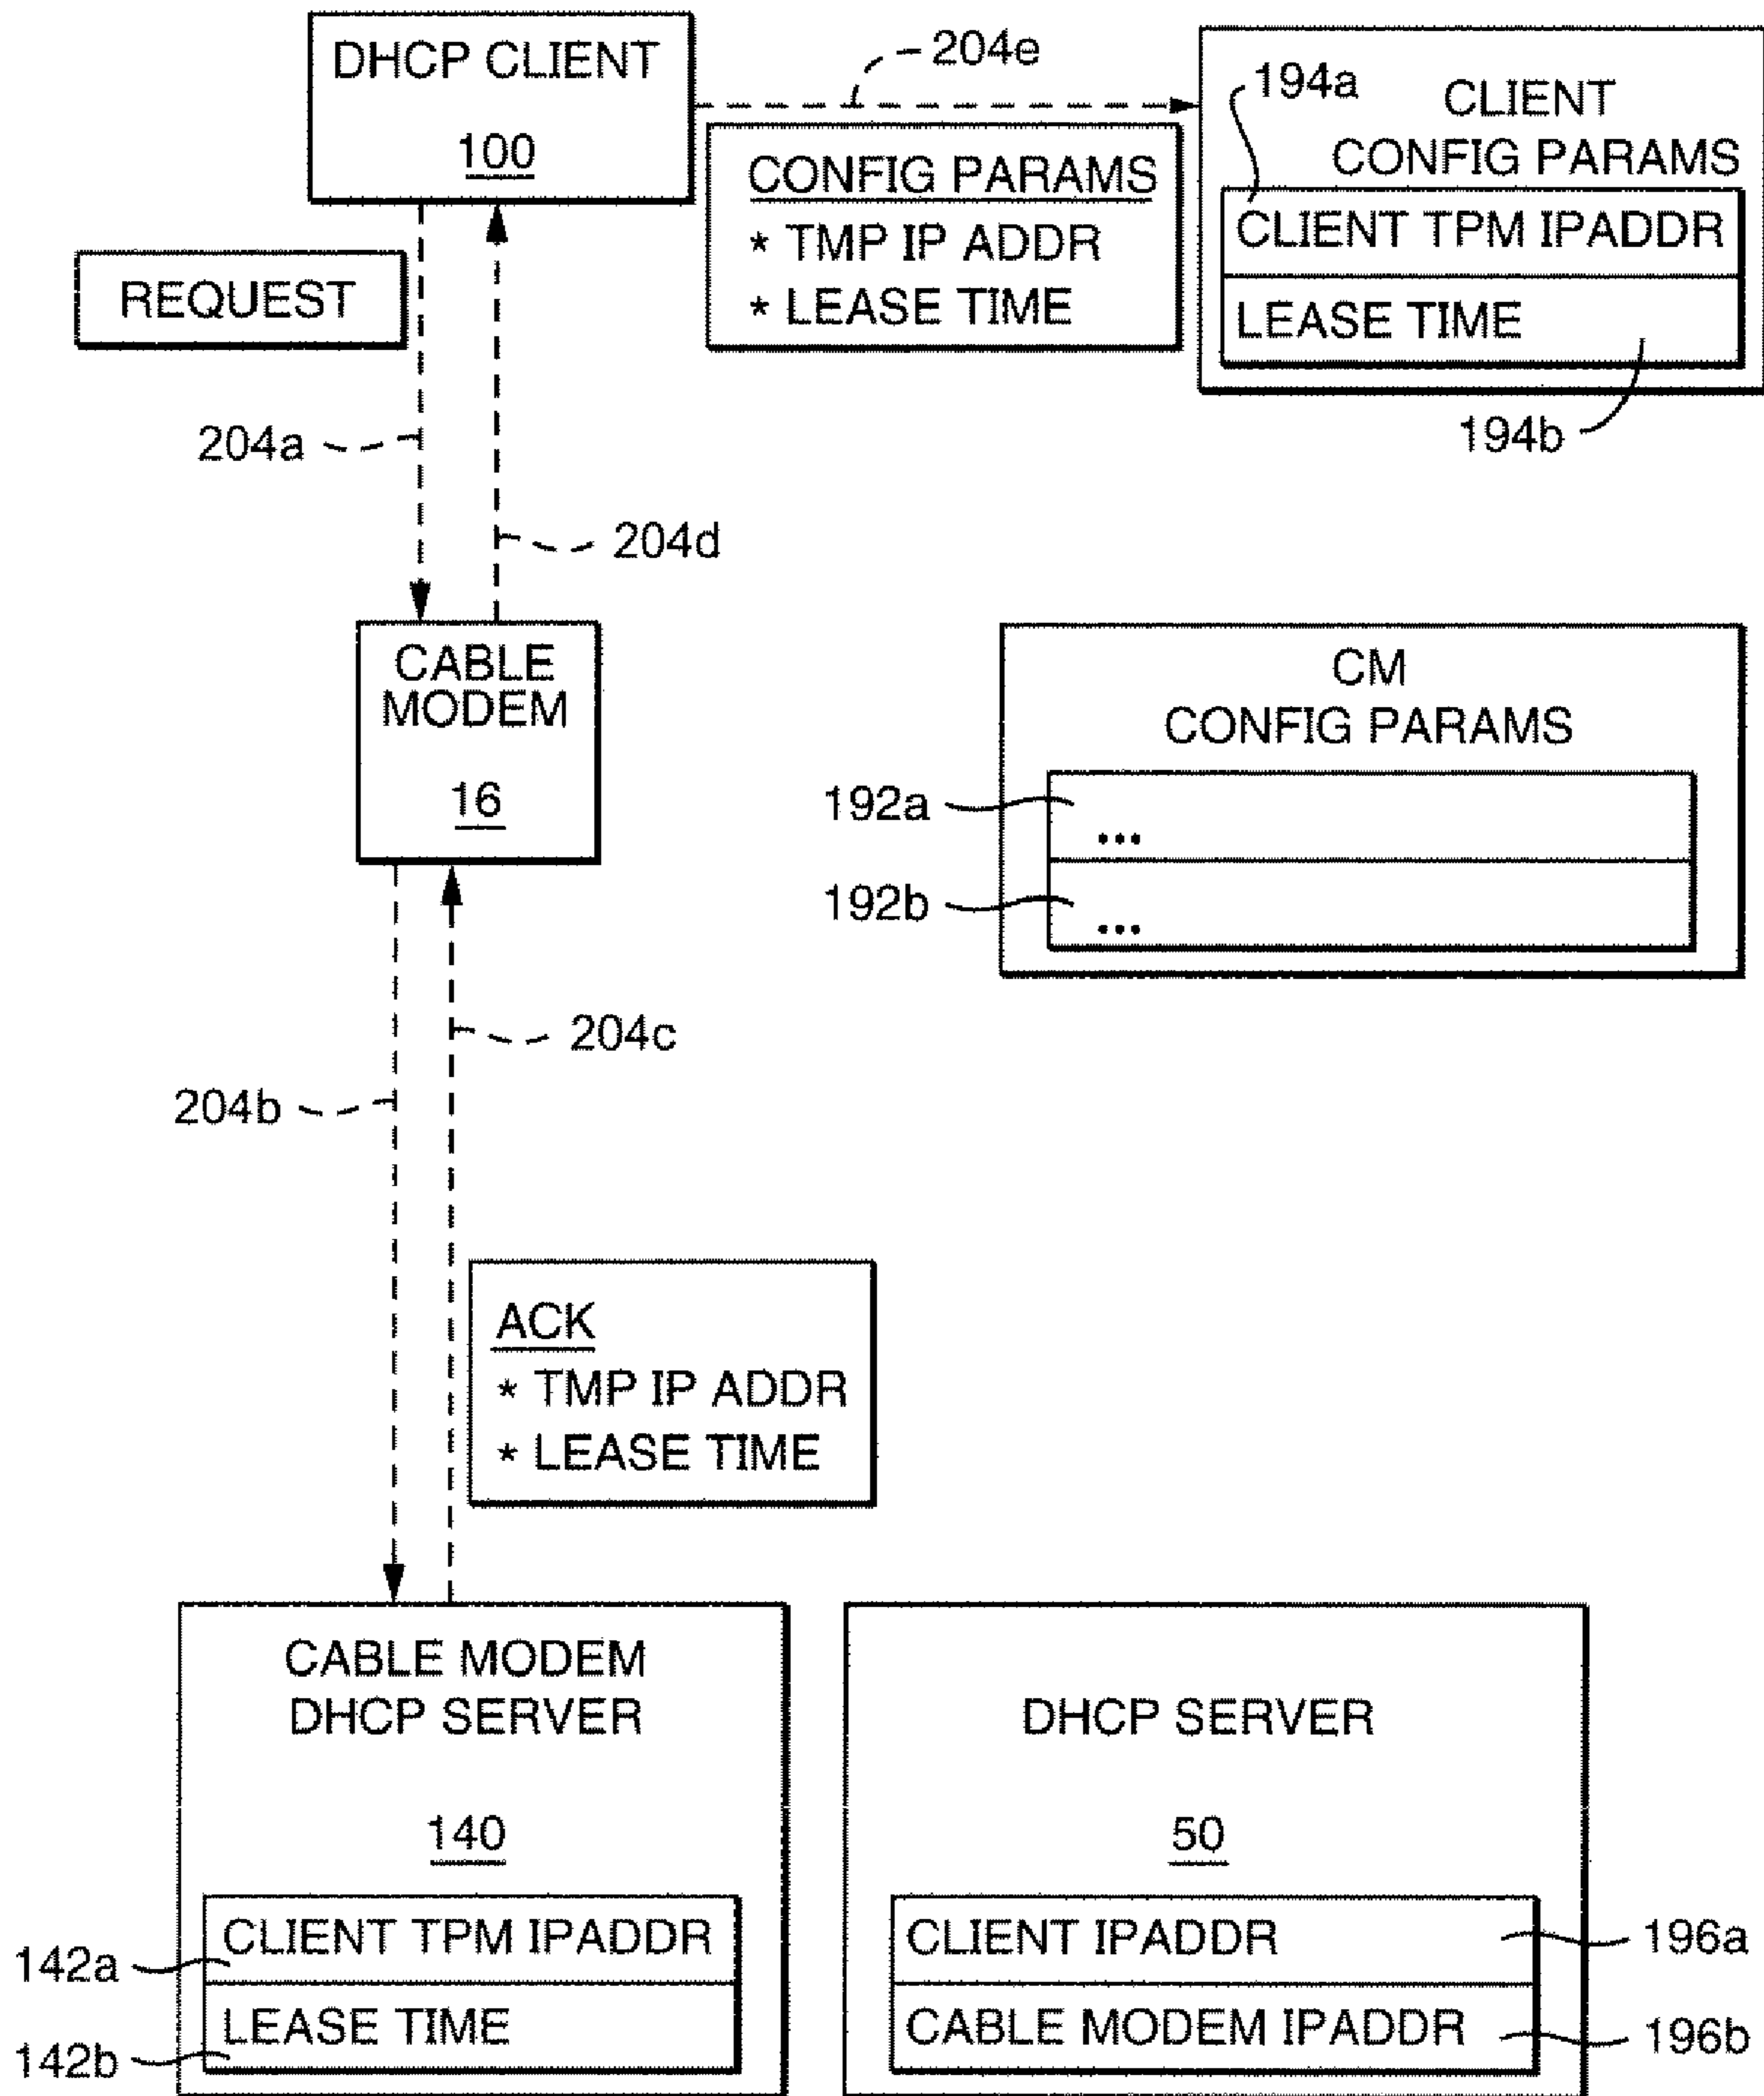 DHCP CLIENT
100
204e
194a
CLIENT
CONFIG PARAMS
CONFIG PARAMS
* TMP IP ADDR
* LEASE TIME
CLIENT TPM IPADDR
LEASE TIME
194b
REQUEST
204a
204d
CABLE
MODEM
16
CM
CONFIG PARAMS
192a
...
192b
...
204c
204b
ACK
* TMP IP ADDR
* LEASE TIME
CABLE MODEM
DHCP SERVER
140
CLIENT TPM IPADDR
142a
LEASE TIME
142b
DHCP SERVER
50
CLIENT IPADDR
196a
CABLE MODEM IPADDR
196b